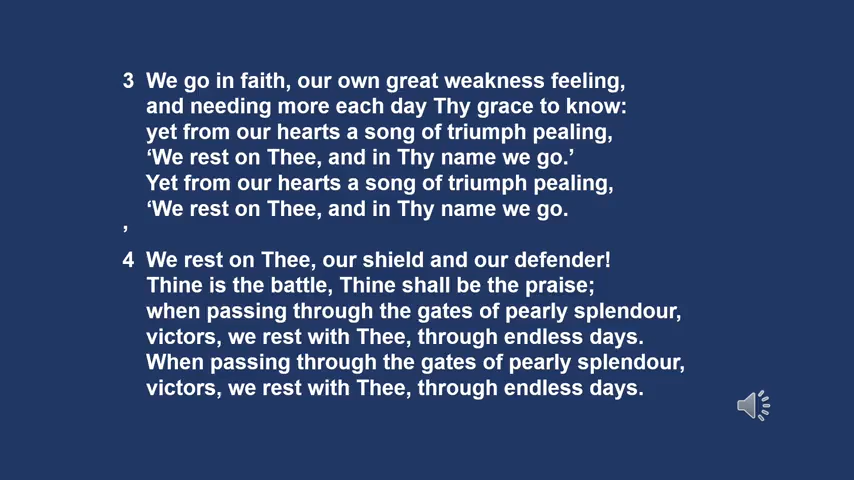 3 We go in faith, our own great weakness feeling,
and needing more each day Thy grace to know:
yet from our hearts a song of triumph pealing,
‘We rest on Thee, and in Thy name we go.’
Yet from our hearts a song of triumph pealing,
‘We rest on Thee, and in Thy name we go.
’
4 We rest on Thee, our shield and our defender!
Thine is the battle, Thine shall be the praise;
when passing through the gates of pearly splendour,
victors, we rest with Thee, through endless days.
When passing through the gates of pearly splendour,
victors, we rest with Thee, through endless days.